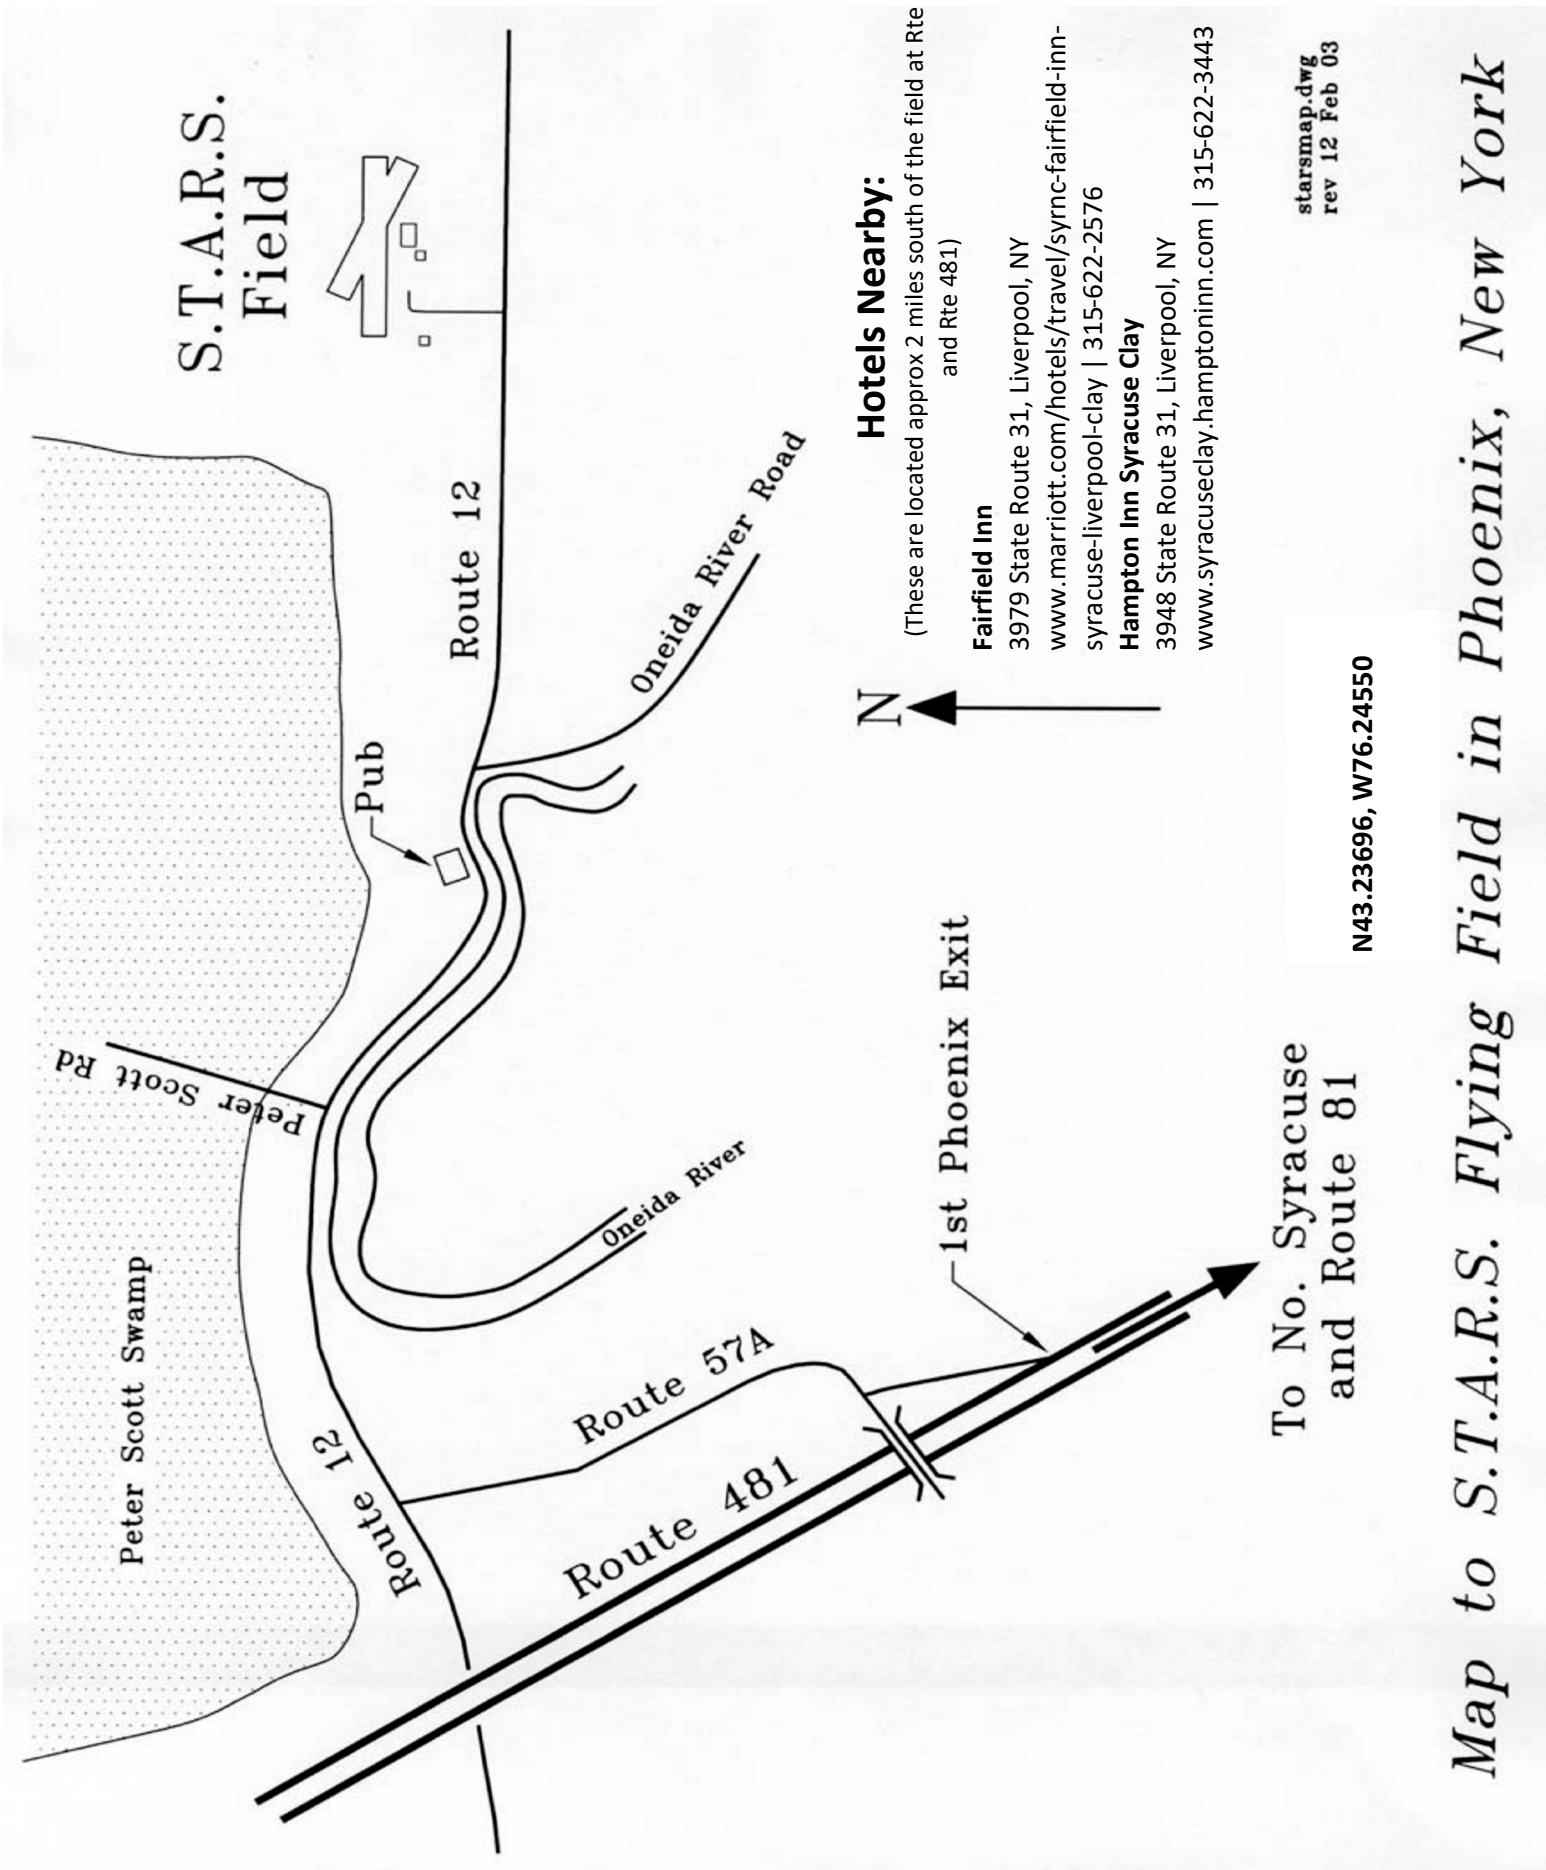 S.T.A.R.S.
Field
Peter Scott Swamp
Peter Scott Rd
Pub
Route 12
Route 12
Oneida River Road
Oneida River
Route 57A
Route 481
1st Phoenix Exit
N
To No. Syracuse
and Route 81
Hotels Nearby:
(These are located approx 2 miles south of the field at Rte
and Rte 481)
Fairfield Inn
3979 State Route 31, Liverpool, NY
www.marriott.com/hotels/travel/syrnc-fairfield-inn-
syracuse-liverpool-clay | 315-622-2576
Hampton Inn Syracuse Clay
3948 State Route 31, Liverpool, NY
www.syracuseclay.hamptoninn.com | 315-622-3443
starsmap.dwg
rev 12 Feb 03
N43.23696, W76.24550
Map to S.T.A.R.S. Flying Field in Phoenix, New York